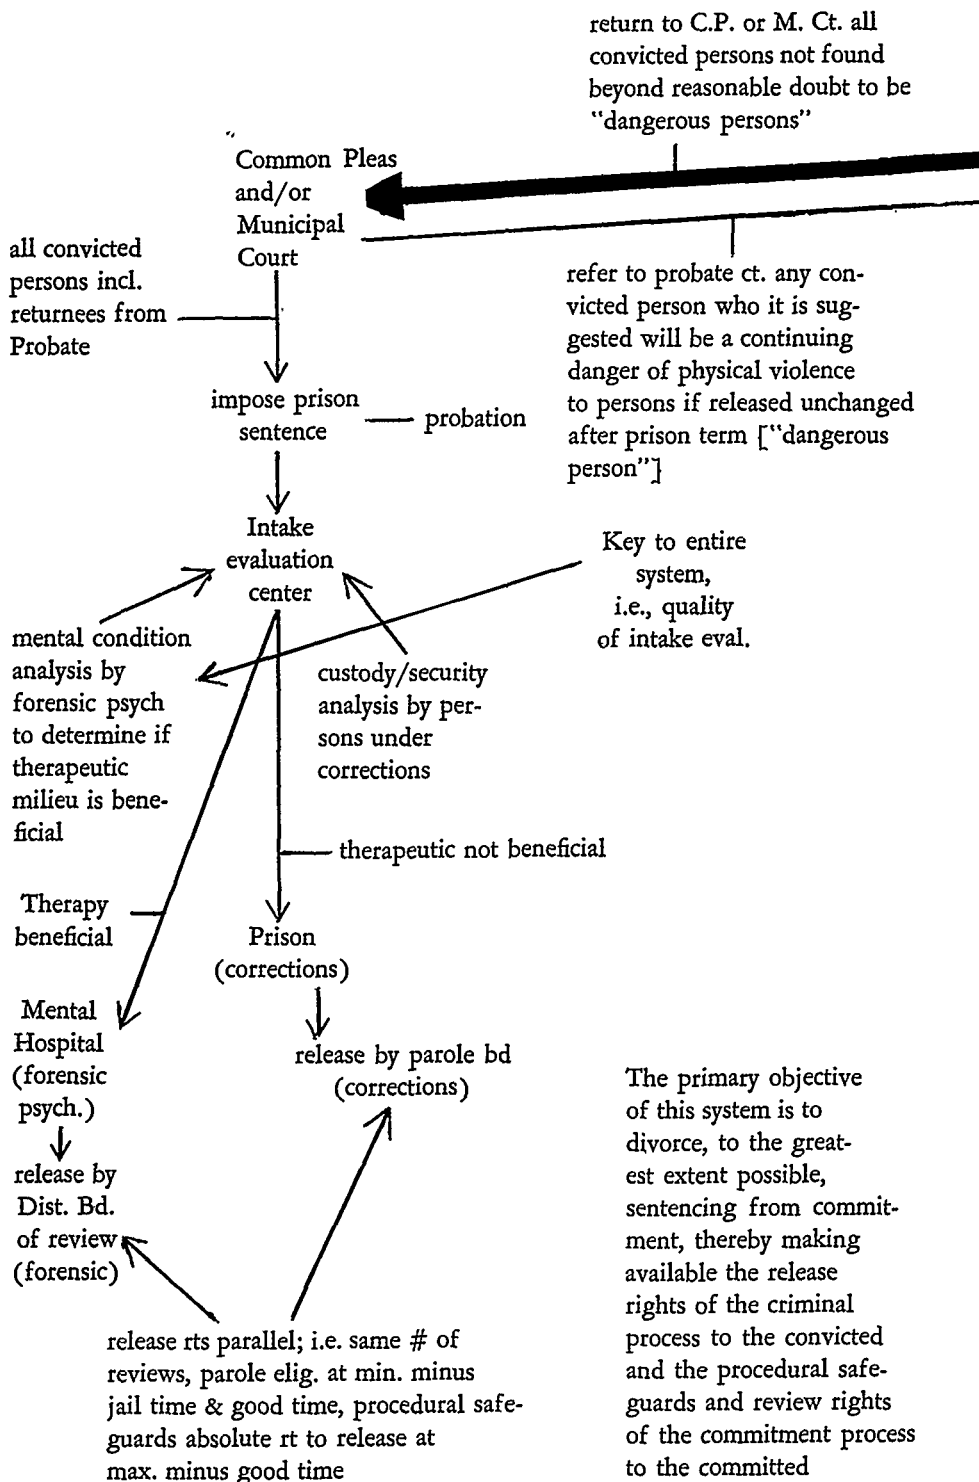 return to C.P. or M. Ct. all
convicted persons not found
beyond reasonable doubt to be
"dangerous persons"
Common Pleas
and/or
Municipal
Court
all convicted
persons incl.
returnees from
Probate
refer to probate ct. any con-
victed person who it is sug-
gested will be a continuing
danger of physical violence
to persons if released unchanged
after prison term ["dangerous
person"]
impose prison
sentence
probation
Intake
evaluation
center
Key to entire
system,
i.e., quality
of intake eval.
mental condition
analysis by
forensic psych
to determine if
therapeutic
milieu is bene-
ficial
custody/security
analysis by per-
sons under
corrections
therapeutic not beneficial
Therapy
beneficial
Prison
(corrections)
Mental
Hospital
(forensic
psych.)
release by parole bd
(corrections)
release by
Dist. Bd.
of review
(forensic)
release rts parallel; i.e. same # of
reviews, parole elig. at min. minus
jail time & good time, procedural safe-
guards absolute rt to release at
max. minus good time
The primary objective
of this system is to
divorce, to the great-
est extent possible,
sentencing from commit-
ment, thereby making
available the release
rights of the criminal
process to the convicted
and the procedural safe-
guards and review rights
of the commitment process
to the committed